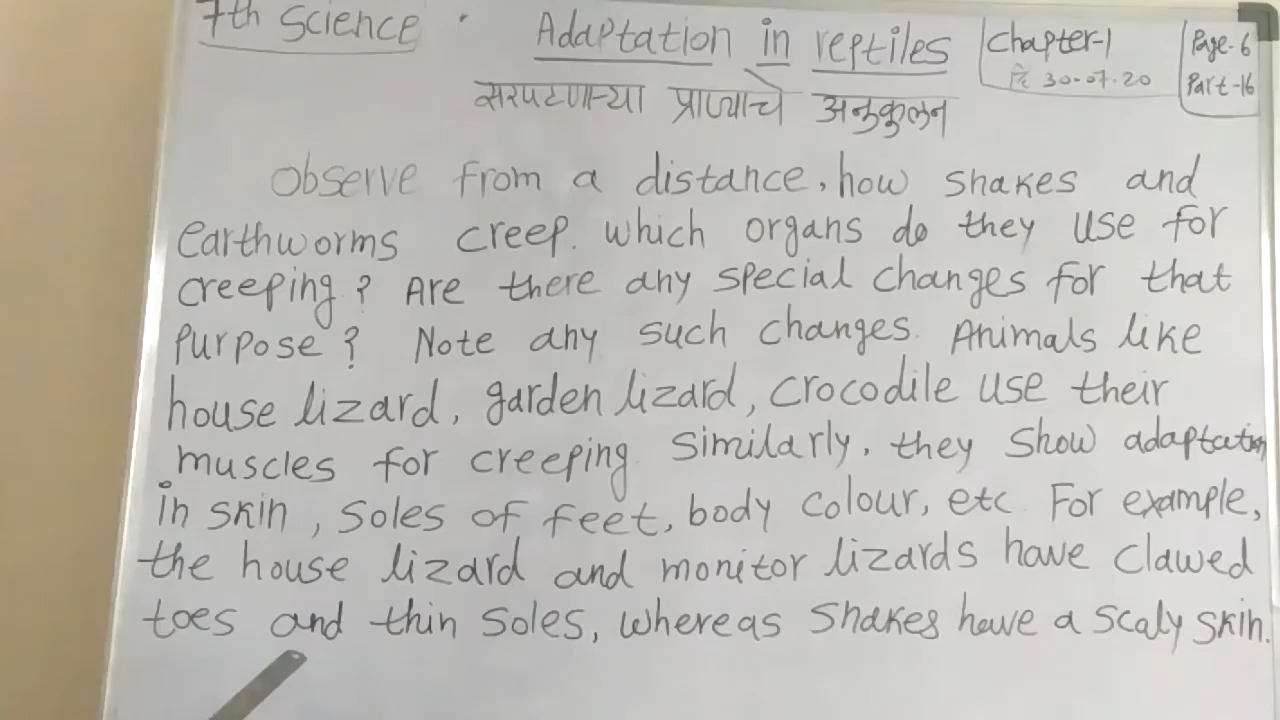 7th Science
Adaptation in reptiles
Chapter-1
दि 30-07-20
Page-6
Part-16
सरपटणाऱ्या प्राण्याचे अनुकुलन
Observe from a distance, how snakes and
earthworms creep. which organs do they use for
creeping? Are there any special changes for that
purpose? Note any such changes. Animals like
house lizard, garden lizard, crocodile use their
muscles for creeping. Similarly, they show adaptation
in skin, soles of feet, body colour, etc. For example,
the house lizard and monitor lizards have clawed
toes and thin soles, whereas snakes have a scaly skin.